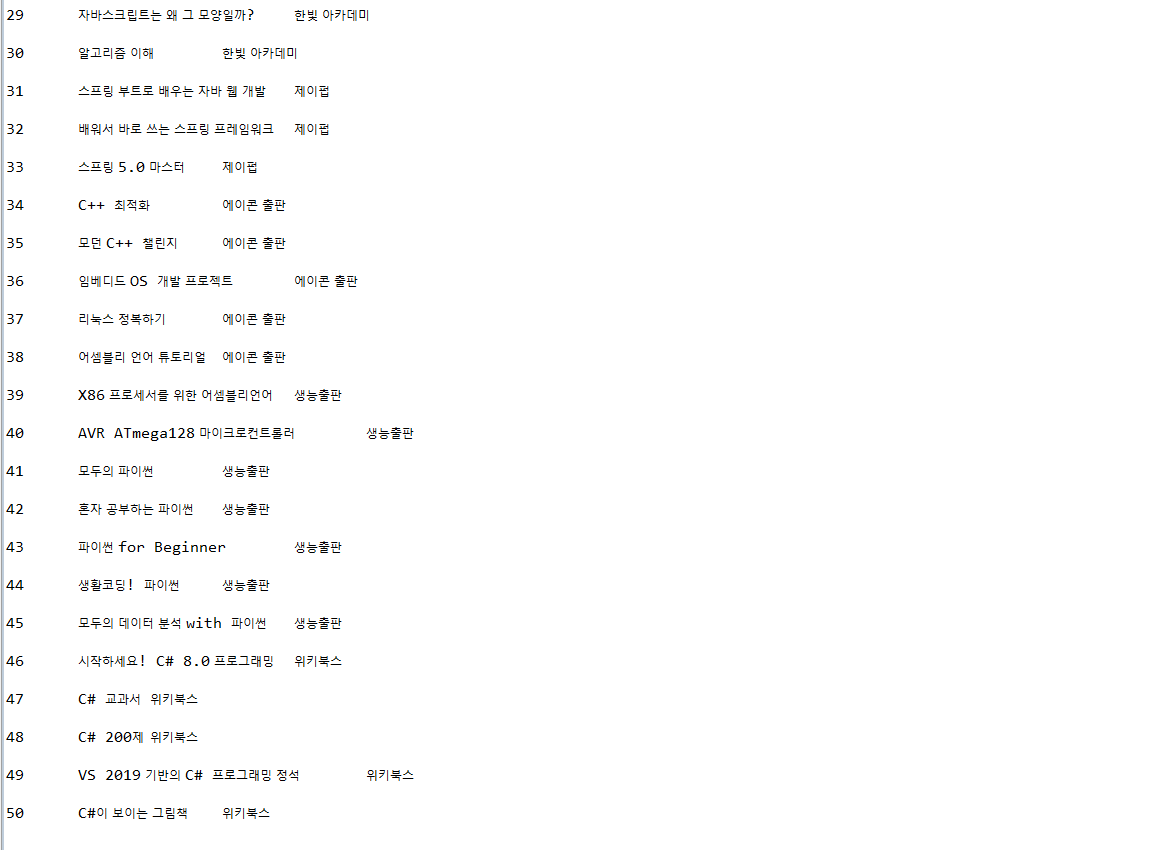 29 자바스크립트는 왜 그 모양일까? 한빛 아카데미
30 알고리즘 이해 한빛 아카데미
31 스프링 부트로 배우는 자바 웹 개발 제이펍
32 배워서 바로 쓰는 스프링 프레임워크 제이펍
33 스프링 5.0 마스터 제이펍
34 C++ 최적화 에이콘 출판
35 모던 C++ 챌린지 에이콘 출판
36 임베디드 OS 개발 프로젝트 에이콘 출판
37 리눅스 정복하기 에이콘 출판
38 어셈블리 언어 튜토리얼 에이콘 출판
39 X86 프로세서를 위한 어셈블리언어 생능출판
40 AVR ATmega128 마이크로컨트롤러 생능출판
41 모두의 파이썬 생능출판
42 혼자 공부하는 파이썬 생능출판
43 파이썬 for Beginner 생능출판
44 생활코딩! 파이썬 생능출판
45 모두의 데이터 분석 with 파이썬 생능출판
46 시작하세요! C# 8.0 프로그래밍 위키북스
47 C# 교과서 위키북스
48 C# 200제 위키북스
49 VS 2019 기반의 C# 프로그래밍 정석 위키북스
50 C#이 보이는 그림책 위키북스